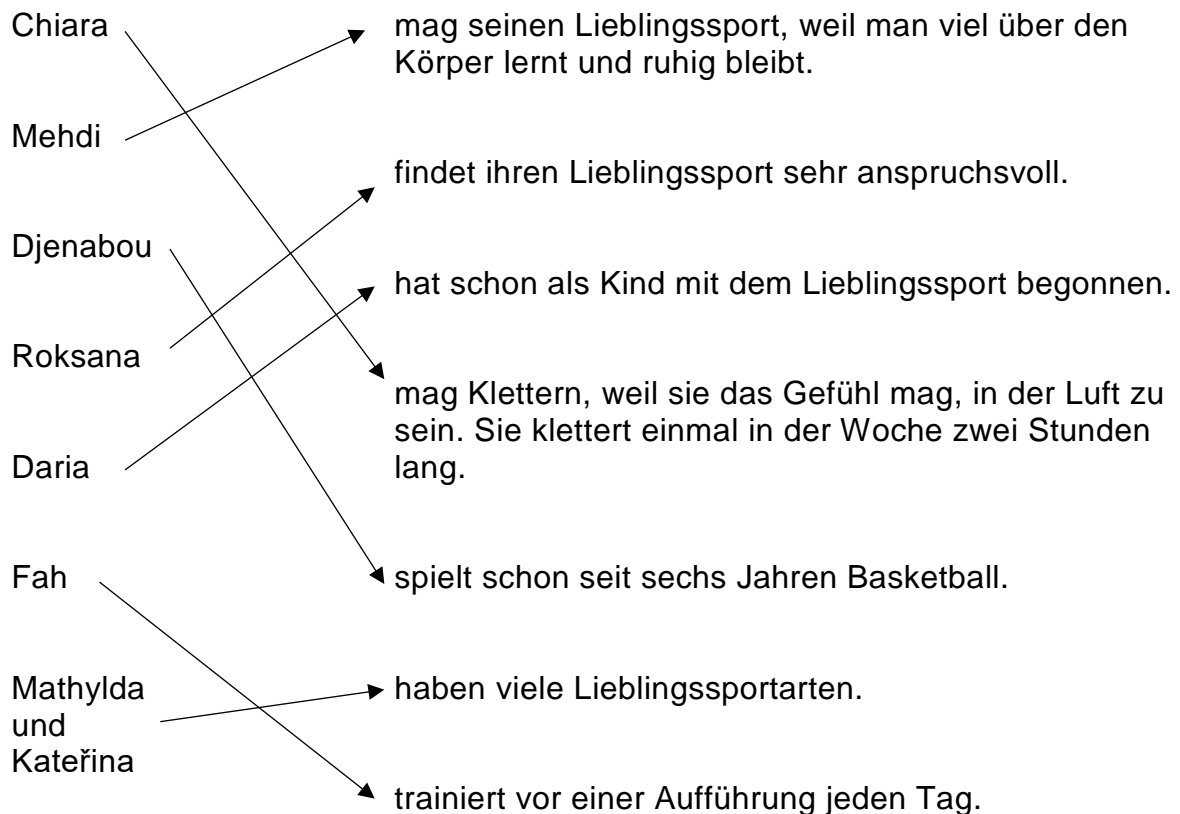 Chiara
mag seinen Lieblingssport, weil man viel über den
Körper lernt und ruhig bleibt.
Mehdi
findet ihren Lieblingssport sehr anspruchsvoll.
Djenabou
hat schon als Kind mit dem Lieblingssport begonnen.
Roksana
mag Klettern, weil sie das Gefühl mag, in der Luft zu
sein. Sie klettert einmal in der Woche zwei Stunden
lang.
Daria
Fah
spielt schon seit sechs Jahren Basketball.
Mathylda
und
Kateřina
haben viele Lieblingssportarten.
trainiert vor einer Aufführung jeden Tag.